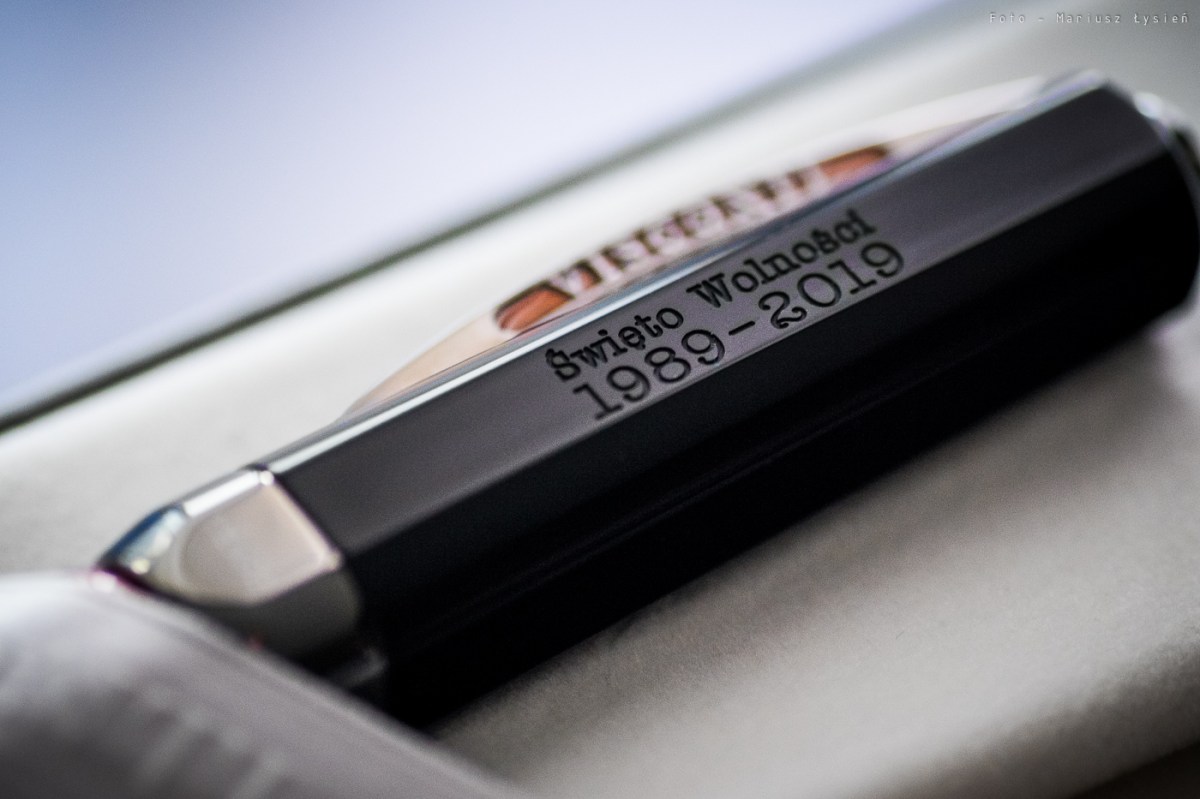 Foto - Mariusz Łysień
Święto Wolności
1989-2019